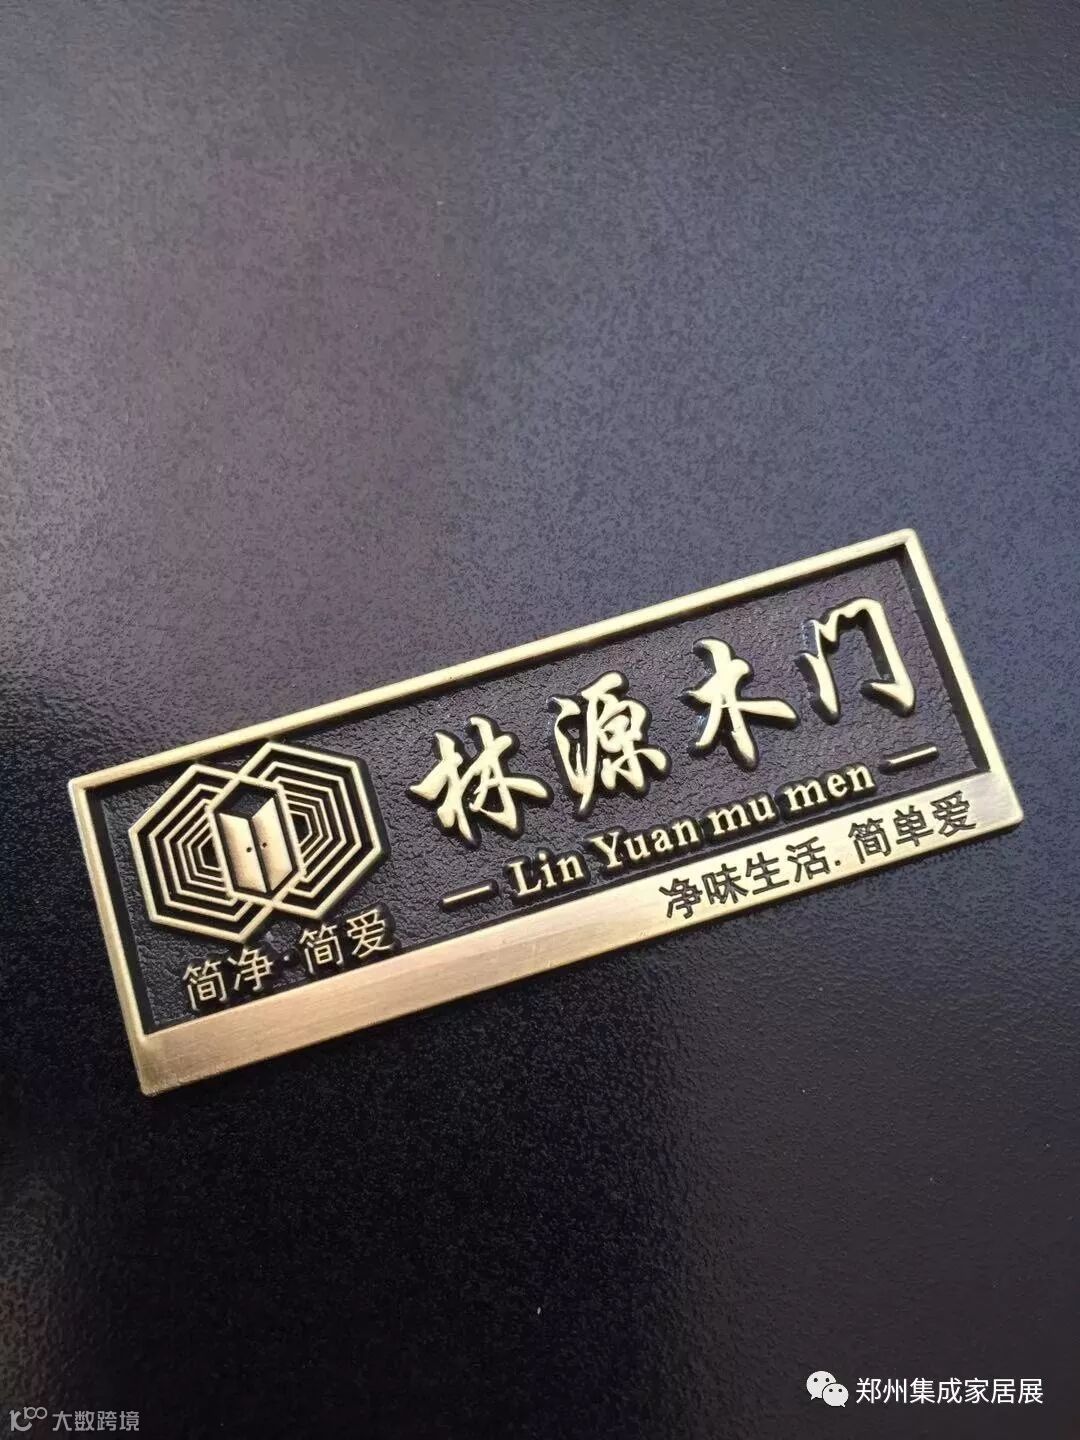 林源木门
Lin Yuan mu men
简净·简爱
净味生活.简单爱
郑州集成家居展
大数跨境